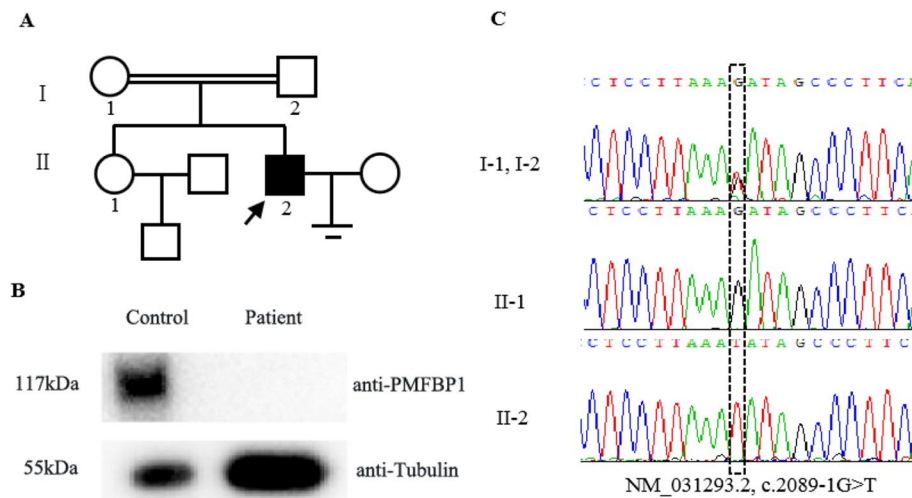 A
I
1
2
II
1
2
B
Control
Patient
117kDa
anti-PMFBP1
55kDa
anti-Tubulin
C
CTCCTTAAAGATAGCCCTTCA
I-1, I-2
CTCCTTAAAGATAGCCCTTC
II-1
CTCCTTAAATATAGCCCTTC
II-2
NM_031293.2, c.2089-1G>T